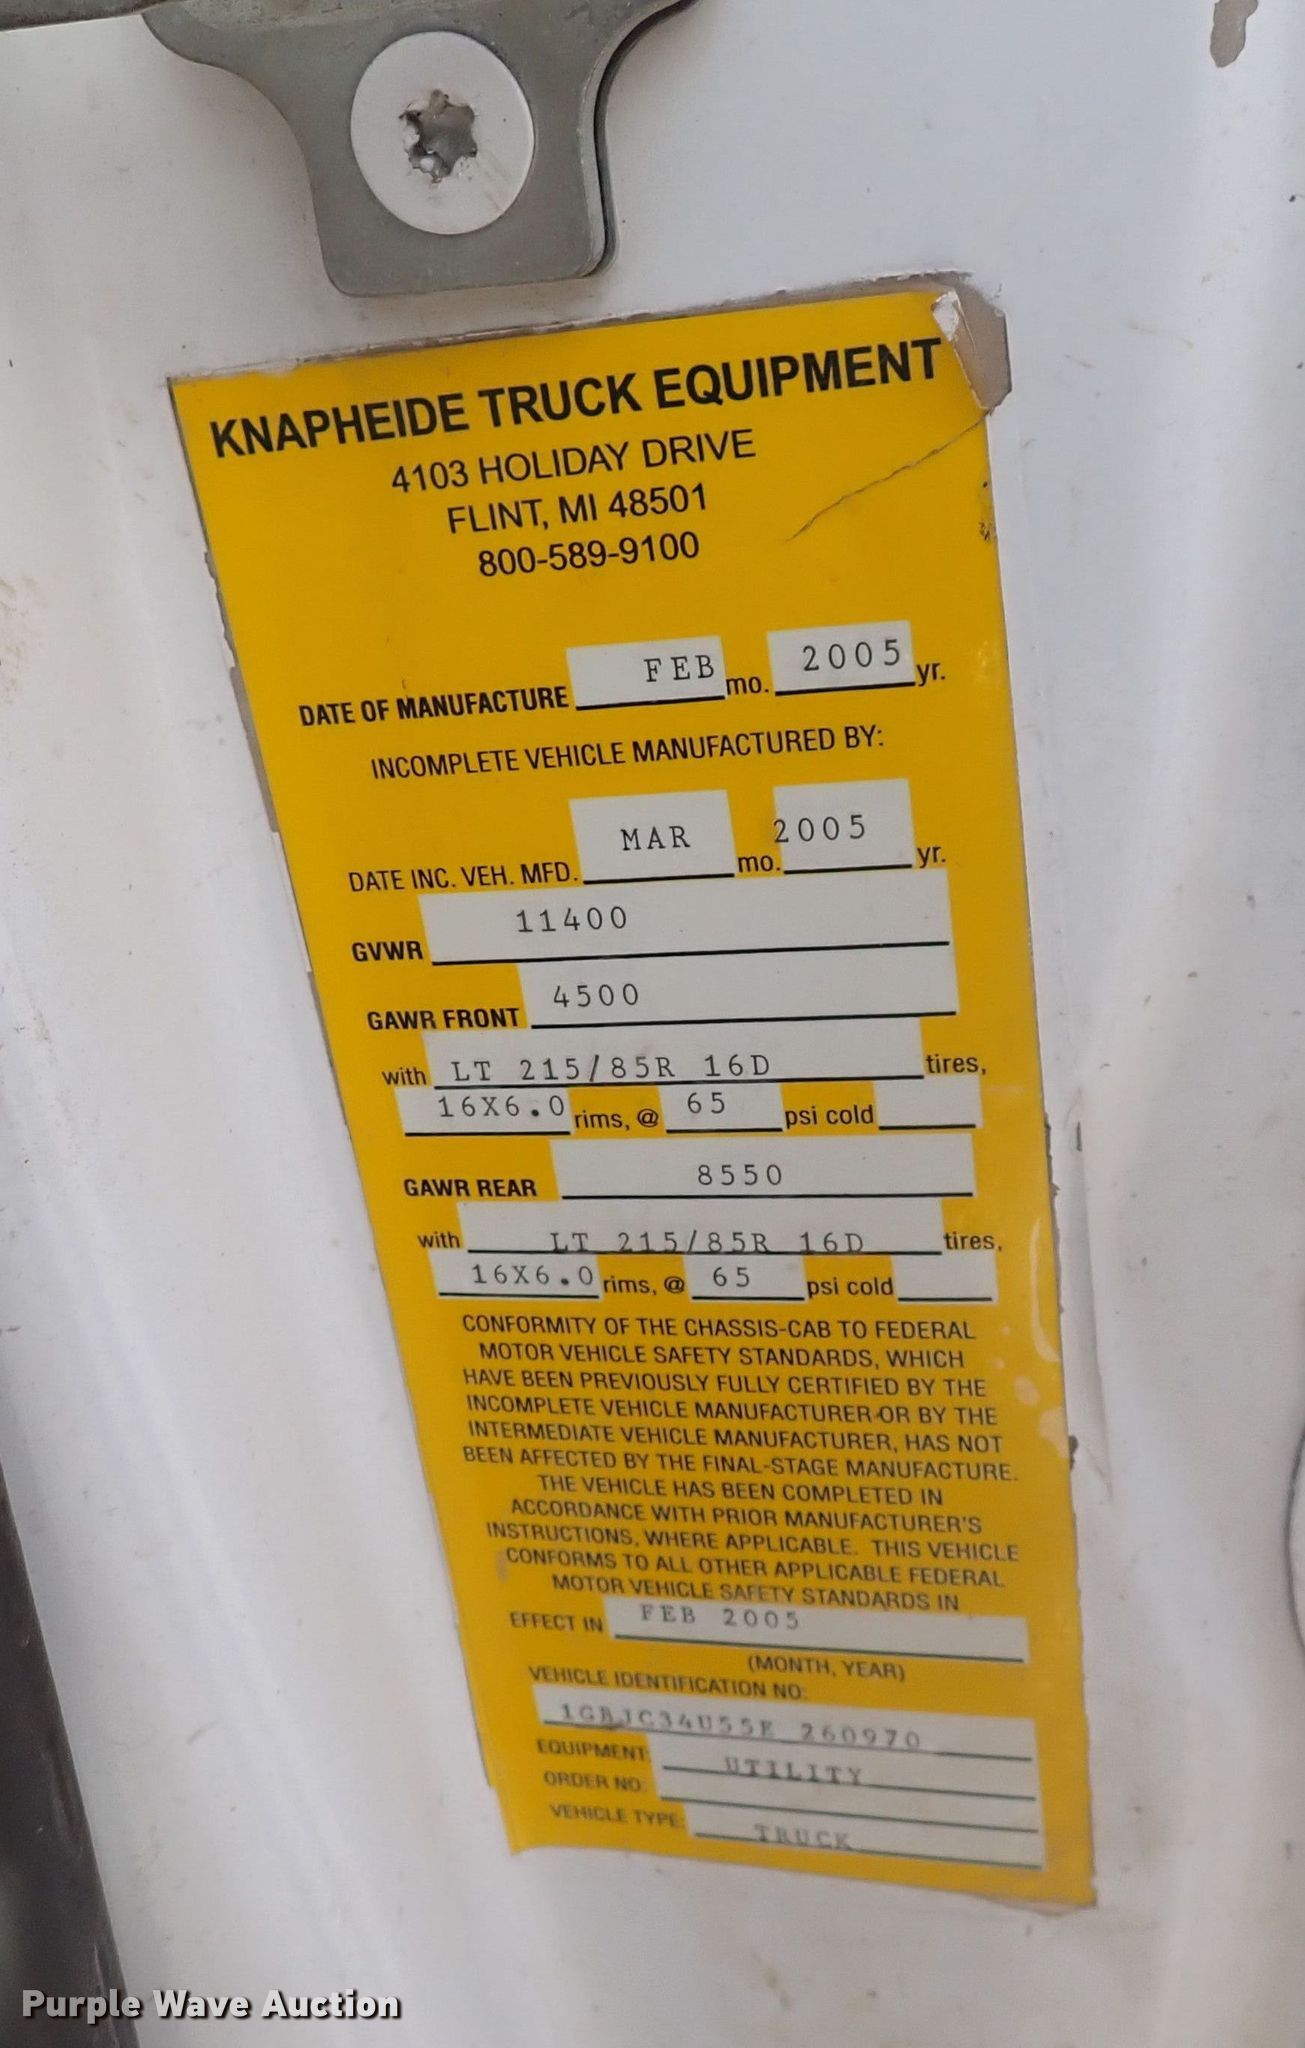 KNAPHEIDE TRUCK EQUIPMENT
4103 HOLIDAY DRIVE
FLINT, MI 48501
800-589-9100
DATE OF MANUFACTURE FEB mo. 2005 yr.
INCOMPLETE VEHICLE MANUFACTURED BY:
DATE INC. VEH. MFD. MAR mo. 2005 yr.
GVWR 11400
GAWR FRONT 4500
with LT 215/85R 16D tires,
16X6.0 rims, @ 65 psi cold
GAWR REAR 8550
with LT 215/85R 16D tires,
16X6.0 rims, @ 65 psi cold
CONFORMITY OF THE CHASSIS-CAB TO FEDERAL
MOTOR VEHICLE SAFETY STANDARDS, WHICH
HAVE BEEN PREVIOUSLY FULLY CERTIFIED BY THE
INCOMPLETE VEHICLE MANUFACTURER OR BY THE
INTERMEDIATE VEHICLE MANUFACTURER, HAS NOT
BEEN AFFECTED BY THE FINAL-STAGE MANUFACTURE.
THE VEHICLE HAS BEEN COMPLETED IN
ACCORDANCE WITH PRIOR MANUFACTURER'S
INSTRUCTIONS, WHERE APPLICABLE. THIS VEHICLE
CONFORMS TO ALL OTHER APPLICABLE FEDERAL
MOTOR VEHICLE SAFETY STANDARDS IN
EFFECT IN FEB 2005
(MONTH, YEAR)
VEHICLE IDENTIFICATION NO:
260970
EQUIPMENT: UTILITY
ORDER NO:
VEHICLE TYPE: TRUCK
Purple Wave Auction